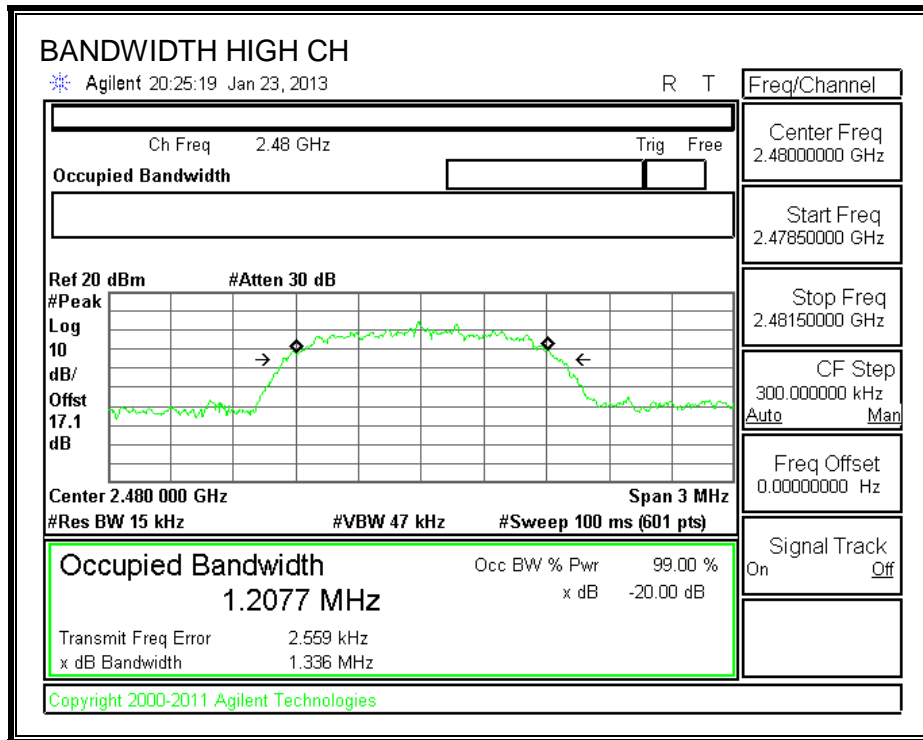 BANDWIDTH HIGH CH
Agilent 20:25:19 Jan 23, 2013 R T
Ch Freq 2.48 GHz Trig Free
Occupied Bandwidth
Ref 20 dBm #Atten 30 dB
#Peak
Log
10
dB/
Offst
17.1
dB
Center 2.480 000 GHz Span 3 MHz
#Res BW 15 kHz #VBW 47 kHz #Sweep 100 ms (601 pts)
Occupied Bandwidth Occ BW % Pwr 99.00 %
1.2077 MHz x dB -20.00 dB
Transmit Freq Error 2.559 kHz
x dB Bandwidth 1.336 MHz
Copyright 2000-2011 Agilent Technologies
Freq/Channel
Center Freq
2.48000000 GHz
Start Freq
2.47850000 GHz
Stop Freq
2.48150000 GHz
CF Step
300.000000 kHz
Auto Man
Freq Offset
0.00000000 Hz
Signal Track
On Off